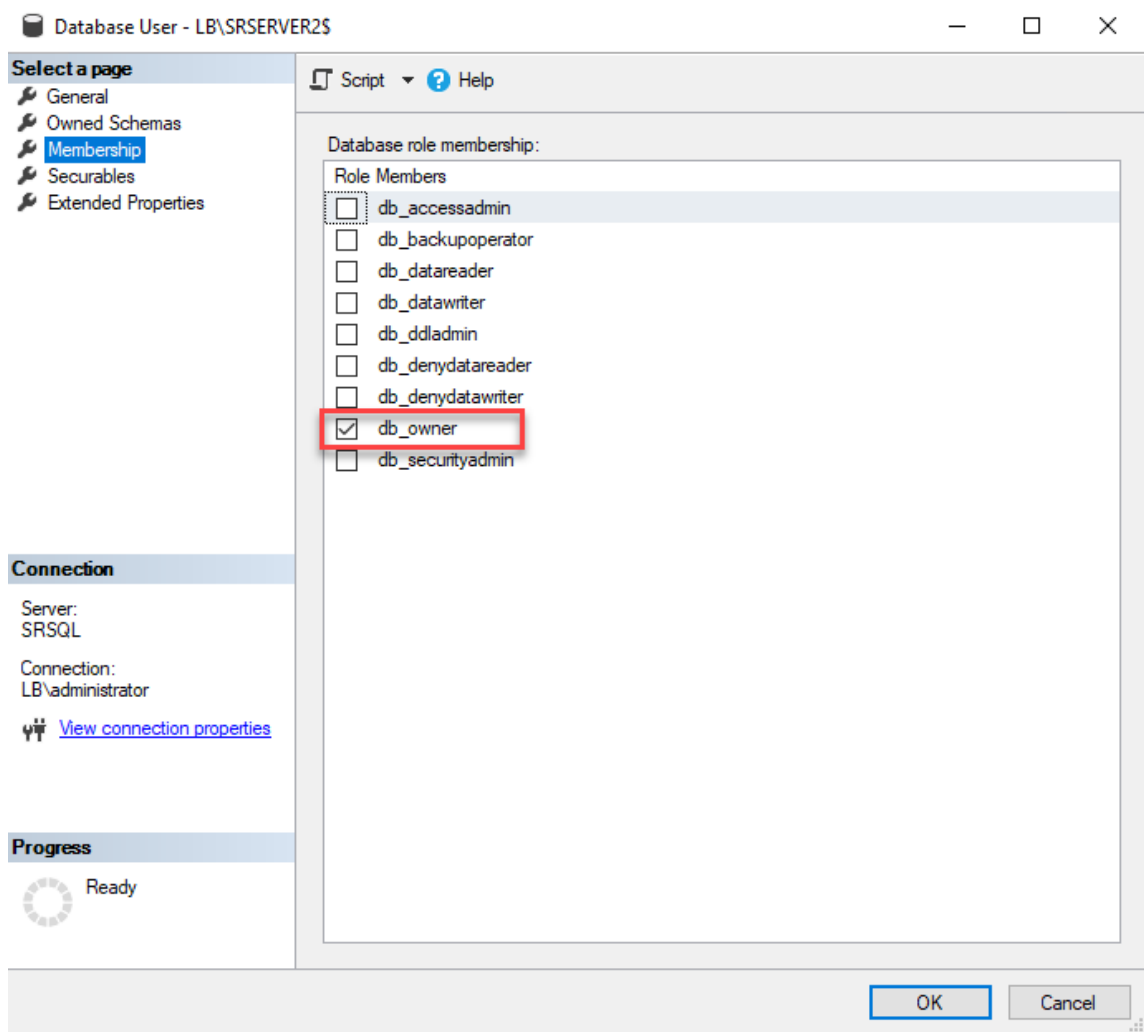 Database User - LB\SRSERVER2$
Select a page
General
Owned Schemas
Membership
Securables
Extended Properties
Script
Help
Database role membership:
Role Members
db_accessadmin
db_backupoperator
db_datareader
db_datawriter
db_ddladmin
db_denydatareader
db_denydatawriter
db_owner
db_securityadmin
Connection
Server:
SRSQL
Connection:
LB\administrator
View connection properties
Progress
Ready
OK
Cancel